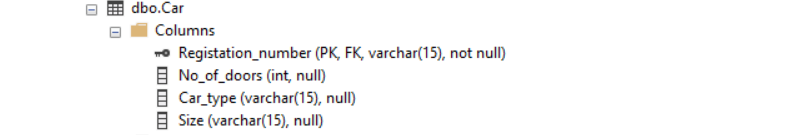 dbo.Car
Columns
Registation_number (PK, FK, varchar(15), not null)
No_of_doors (int, null)
Car_type (varchar(15), null)
Size (varchar(15), null)